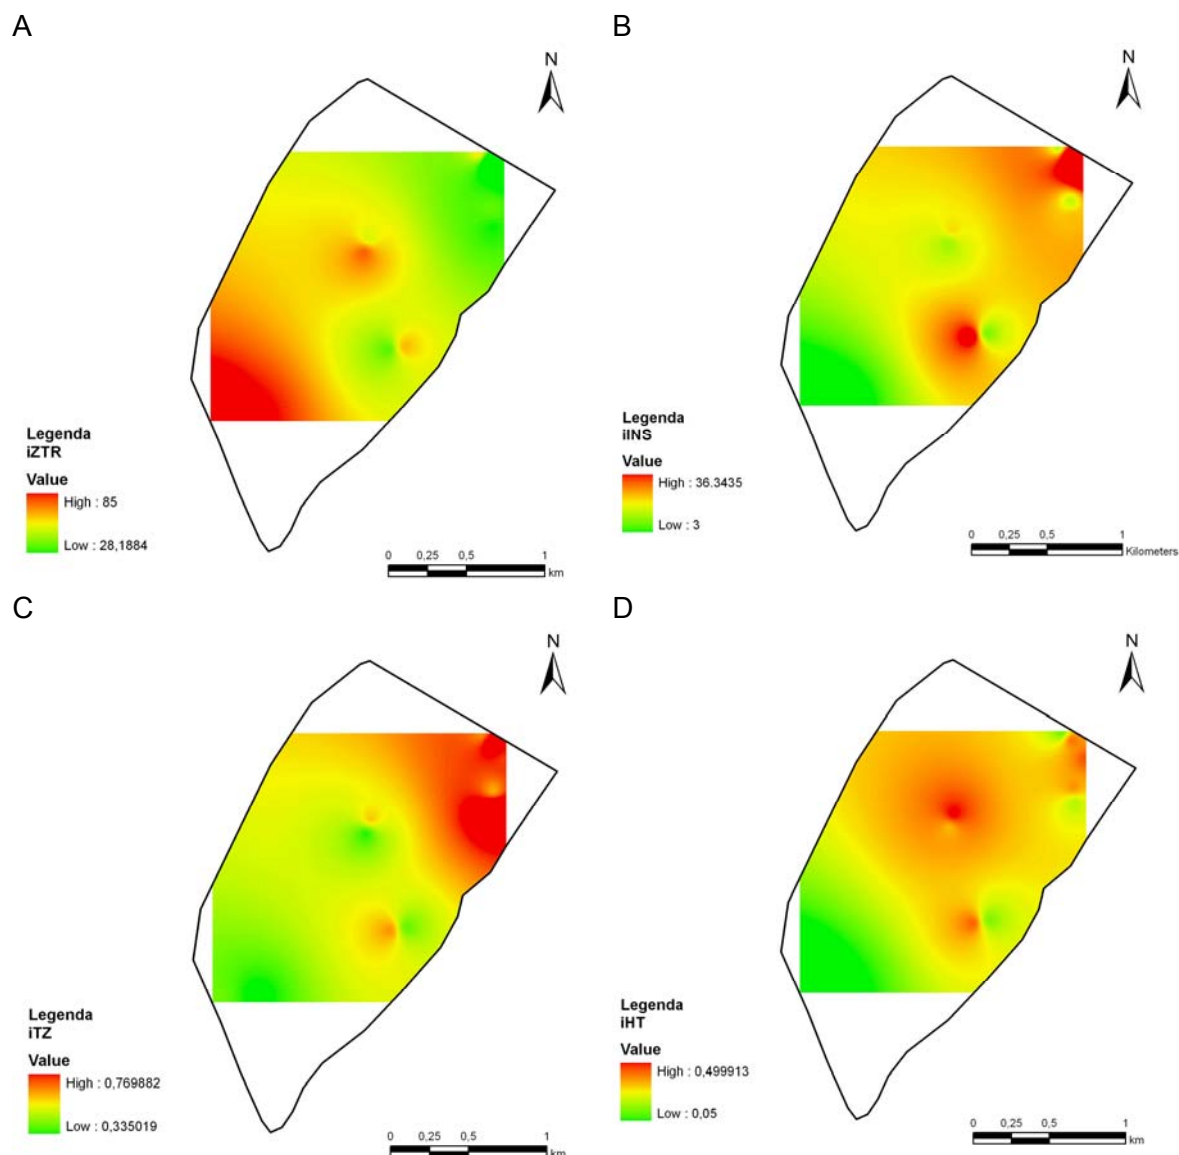 A
B
N
N
Legenda
iZTR
Value
High : 85
Low : 28,1884
0 0,25 0,5 1
km
Legenda
iINS
Value
High : 36.3435
Low : 3
0 0,25 0,5 1
Kilometers
C
D
N
N
Legenda
iTZ
Value
High : 0,769882
Low : 0,335019
0 0,25 0,5 1
km
Legenda
iHT
Value
High : 0,499913
Low : 0,05
0 0,25 0,5 1
km